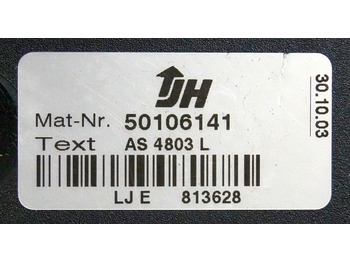 JH
Mat-Nr. 50106141
Text AS 4803 L
LJ E 813628
30.10.03